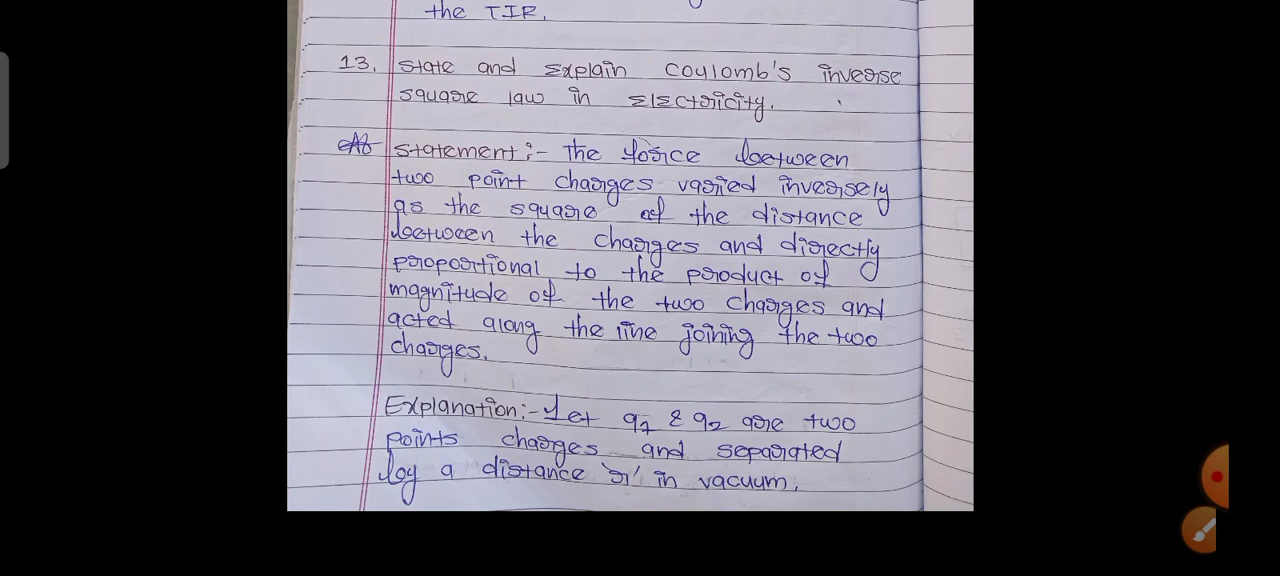 the TIR.
13. state and Explain Coulomb's inverse
square law in Electricity.
statement:- The force between
two point charges varied inversely
as the square of the distance
between the charges and directly
proportional to the product of
magnitude of the two charges and
acted along the line joining the two
charges.
Explanation:- Let q1 & q2 are two
points charges and separated
by a distance 'r' in vacuum.